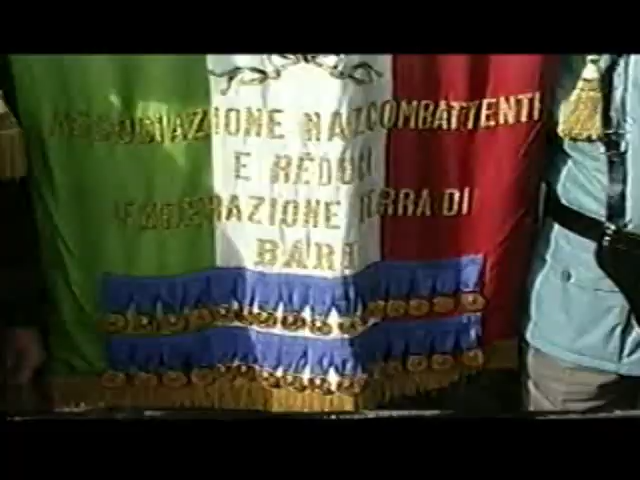 ASSOCIAZIONE NAZ COMBATTENTI
E REDUCI
FEDERAZIONE TERRA DI
BARI